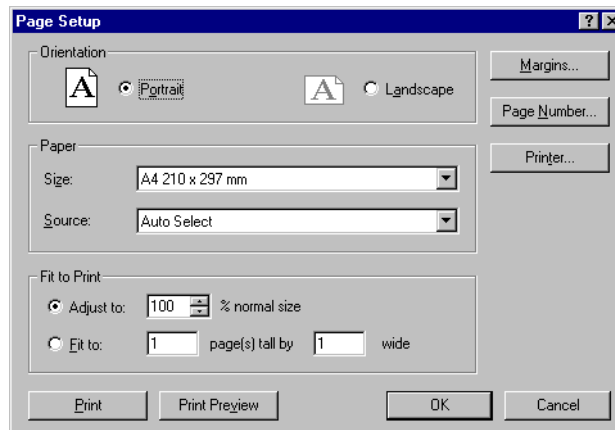 Page Setup
Orientation
A Portrait A Landscape
Margins...
Page Number...
Paper
Printer...
Size: A4 210 x 297 mm
Source: Auto Select
Fit to Print
Adjust to: 100 % normal size
Fit to: 1 page(s) tall by 1 wide
Print Print Preview OK Cancel